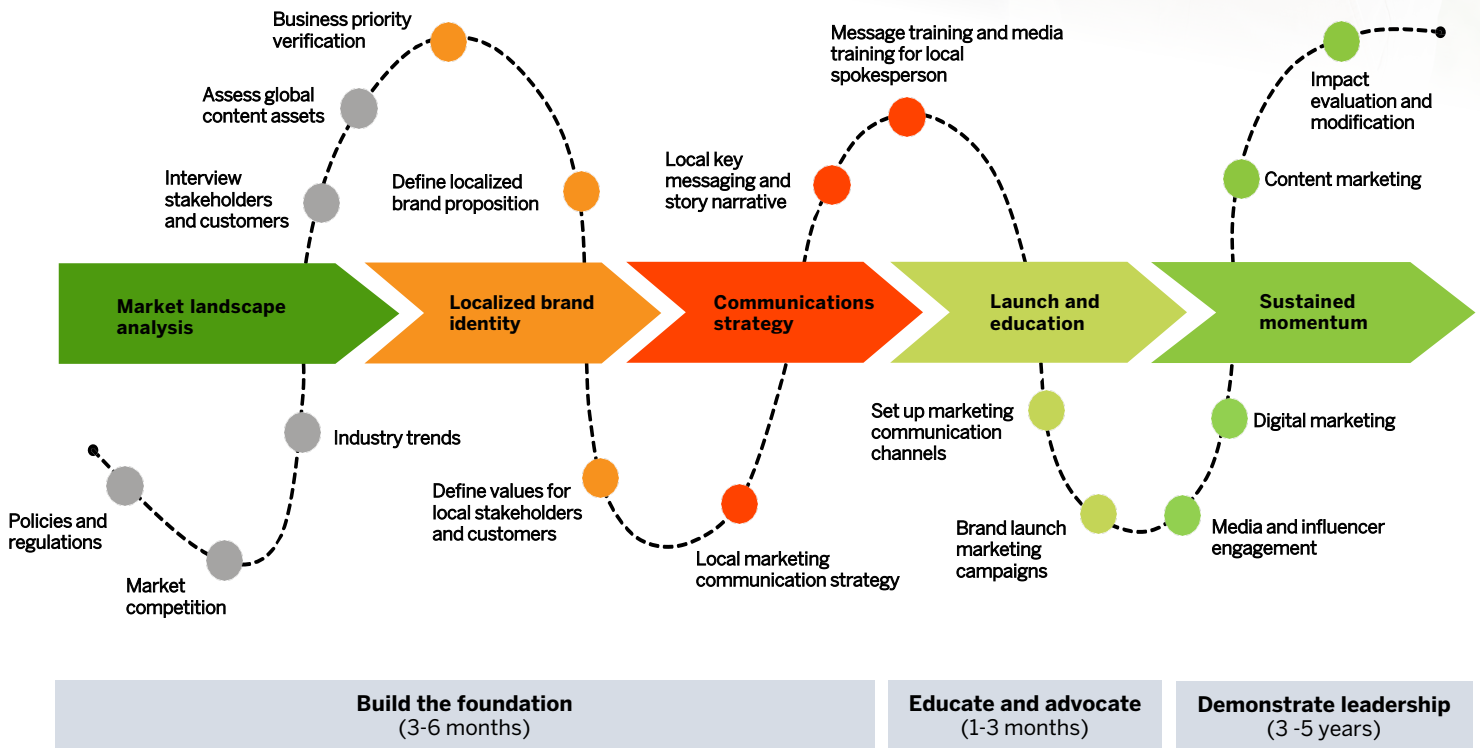 Business priority
verification
Assess global
content assets
Interview
stakeholders
and customers
Define localized
brand proposition
Message training and media
training for local
spokesperson
Local key
messaging and
story narrative
Impact
evaluation and
modification
Content marketing
Market landscape
analysis
Localized brand
identity
Communications
strategy
Launch and
education
Sustained
momentum
Policies and
regulations
Market
competition
Industry trends
Define values for
local stakeholders
and customers
Local marketing
communication strategy
Set up marketing
communication
channels
Brand launch
marketing
campaigns
Digital marketing
Media and influencer
engagement
Build the foundation
(3-6 months)
Educate and advocate
(1-3 months)
Demonstrate leadership
(3 -5 years)